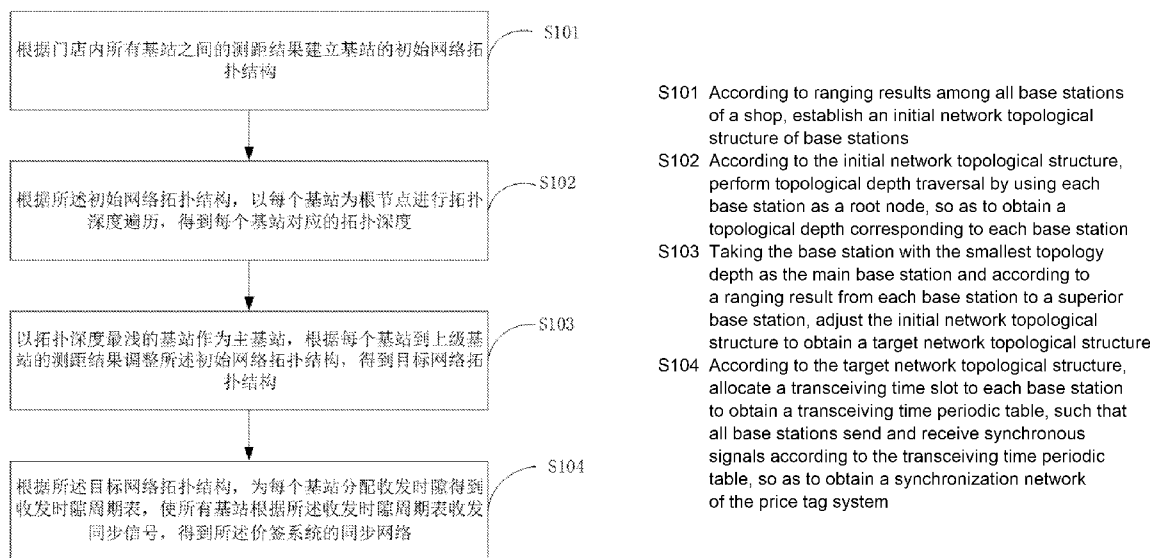 根据门店内所有基站之间的测距结果建立基站的初始网络拓
扑结构
S101
根据所述初始网络拓扑结构，以每个基站为根节点进行拓扑
深度遍历，得到每个基站对应的拓扑深度
S102
以拓扑深度最浅的基站作为主基站，根据每个基站到上级基
站的测距结果调整所述初始网络拓扑结构，得到目标网络拓
扑结构
S103
根据所述目标网络拓扑结构，为每个基站分配收发时隙得到
收发时隙周期表，使所有基站根据所述收发时隙周期表收发
同步信号，得到所述价签系统的同步网络
S104
S101 According to ranging results among all base stations
of a shop, establish an initial network topological
structure of base stations
S102 According to the initial network topological structure,
perform topological depth traversal by using each
base station as a root node, so as to obtain a
topological depth corresponding to each base station
S103 Taking the base station with the smallest topology
depth as the main base station and according to
a ranging result from each base station to a superior
base station, adjust the initial network topological
structure to obtain a target network topological structure
S104 According to the target network topological structure,
allocate a transceiving time slot to each base station
to obtain a transceiving time periodic table, such that
all base stations send and receive synchronous
signals according to the transceiving time periodic
table, so as to obtain a synchronization network
of the price tag system